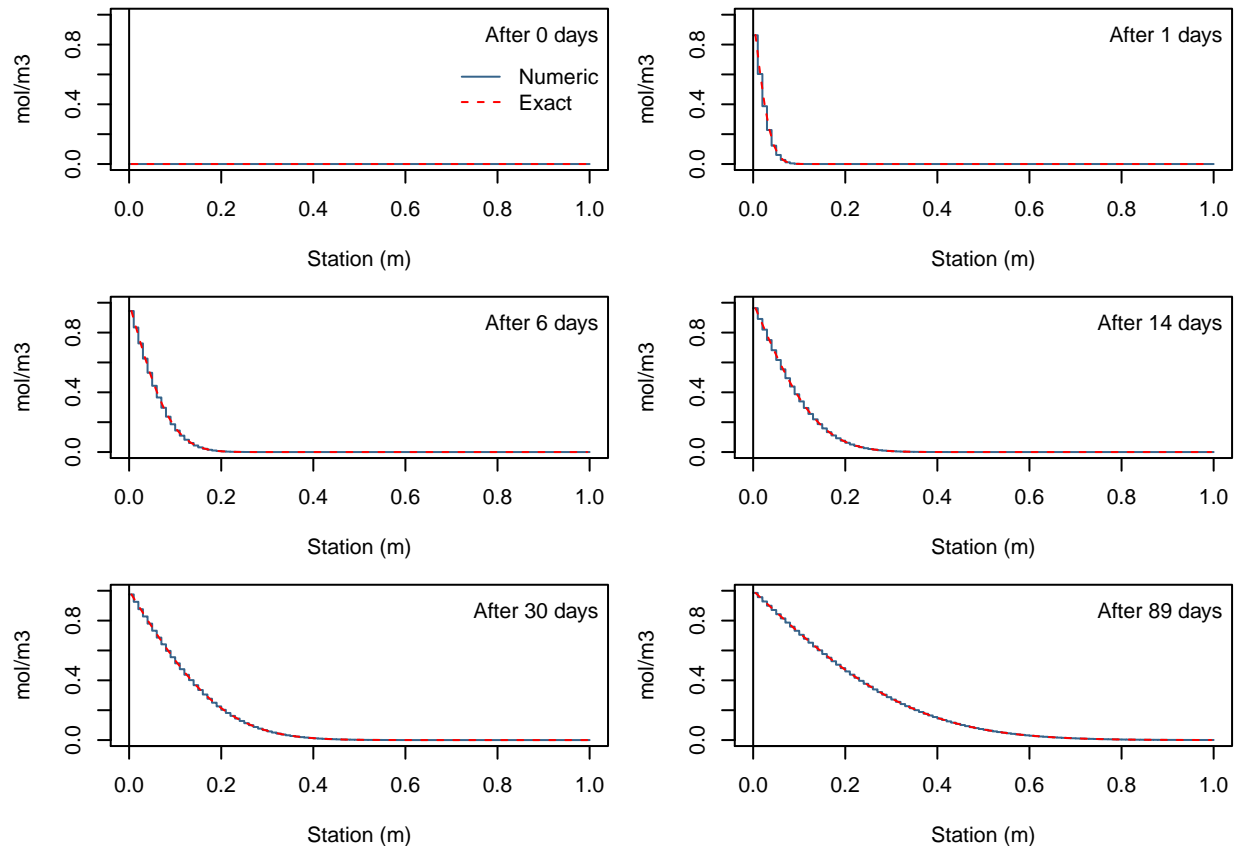 After 0 days
Numeric
Exact
mol/m3
0.0 0.4 0.8
0.0 0.2 0.4 0.6 0.8 1.0
Station (m)
After 1 days
mol/m3
0.0 0.4 0.8
0.0 0.2 0.4 0.6 0.8 1.0
Station (m)
After 6 days
mol/m3
0.0 0.4 0.8
0.0 0.2 0.4 0.6 0.8 1.0
Station (m)
After 14 days
mol/m3
0.0 0.4 0.8
0.0 0.2 0.4 0.6 0.8 1.0
Station (m)
After 30 days
mol/m3
0.0 0.4 0.8
0.0 0.2 0.4 0.6 0.8 1.0
Station (m)
After 89 days
mol/m3
0.0 0.4 0.8
0.0 0.2 0.4 0.6 0.8 1.0
Station (m)